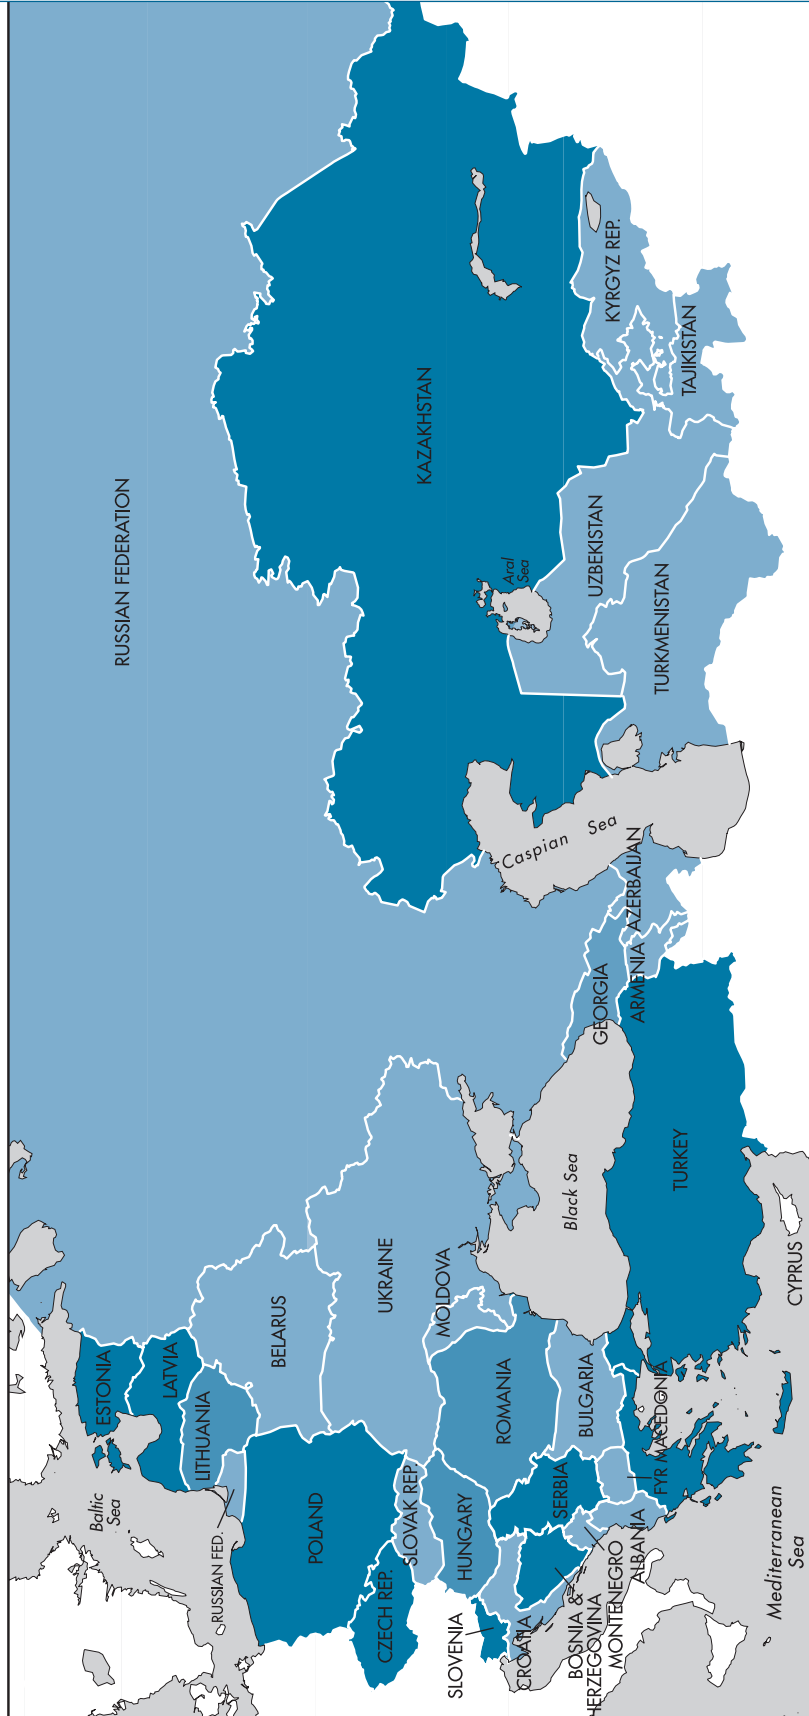 RUSSIAN FEDERATION
ESTONIA
LATVIA
LITHUANIA
Baltic
Sea
RUSSIAN FED.
BELARUS
POLAND
UKRAINE
CZECH REP.
SLOVAK REP.
MOLDOVA
HUNGARY
SLOVENIA
ROMANIA
CROATIA
SERBIA
BOSNIA &
HERZEGOVINA
BULGARIA
MONTENEGRO
ALBANIA
FYR MACEDONIA
Black Sea
TURKEY
CYPRUS
Mediterranean
Sea
GEORGIA
ARMENIA
AZERBAIJAN
Caspian Sea
KAZAKHSTAN
Aral
Sea
UZBEKISTAN
TURKMENISTAN
KYRGYZ REP.
TAJIKISTAN